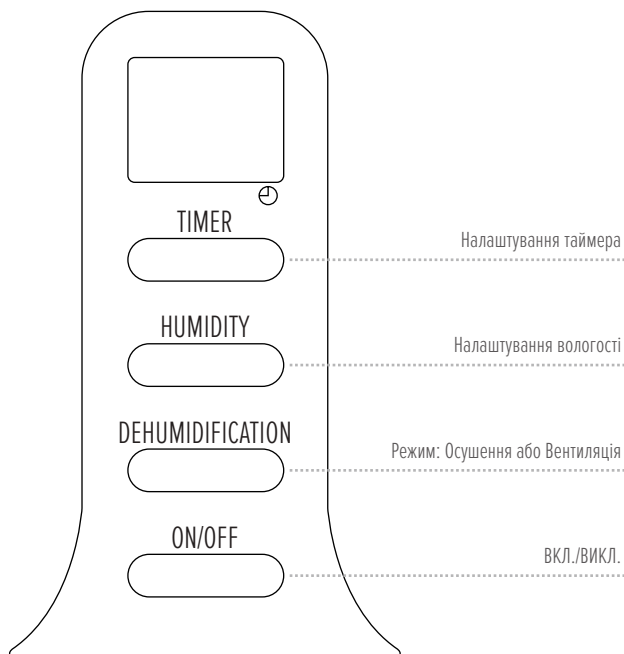 TIMER
Налаштування таймера
HUMIDITY
Налаштування вологості
DEHUMIDIFICATION
Режим: Осушення або Вентиляція
ON/OFF
ВКЛ./ВИКЛ.